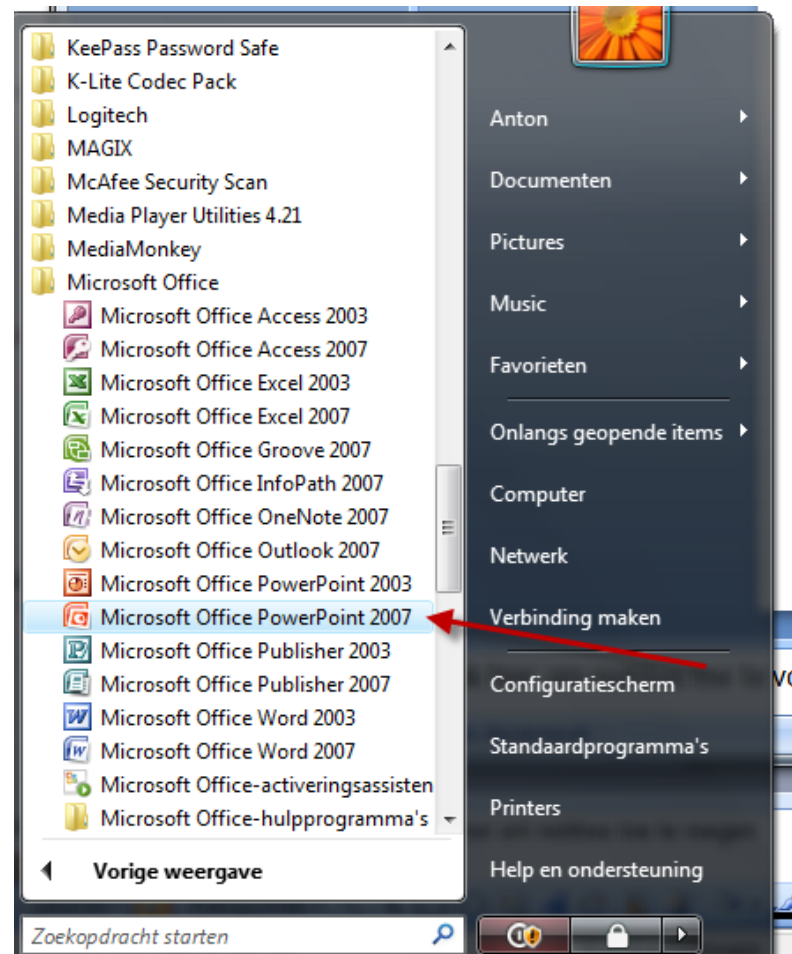 KeePass Password Safe
K-Lite Codec Pack
Logitech
MAGIX
McAfee Security Scan
Media Player Utilities 4.21
MediaMonkey
Microsoft Office
Microsoft Office Access 2003
Microsoft Office Access 2007
Microsoft Office Excel 2003
Microsoft Office Excel 2007
Microsoft Office Groove 2007
Microsoft Office InfoPath 2007
Microsoft Office OneNote 2007
Microsoft Office Outlook 2007
Microsoft Office PowerPoint 2003
Microsoft Office PowerPoint 2007
Microsoft Office Publisher 2003
Microsoft Office Publisher 2007
Microsoft Office Word 2003
Microsoft Office Word 2007
Microsoft Office-activeringsassisten
Microsoft Office-hulpprogramma's
Vorige weergave
Zoekopdracht starten
Anton
Documenten
Pictures
Music
Favorieten
Onlangs geopende items
Computer
Netwerk
Verbinding maken
Configuratiescherm
Standaardprogramma's
Printers
Help en ondersteuning